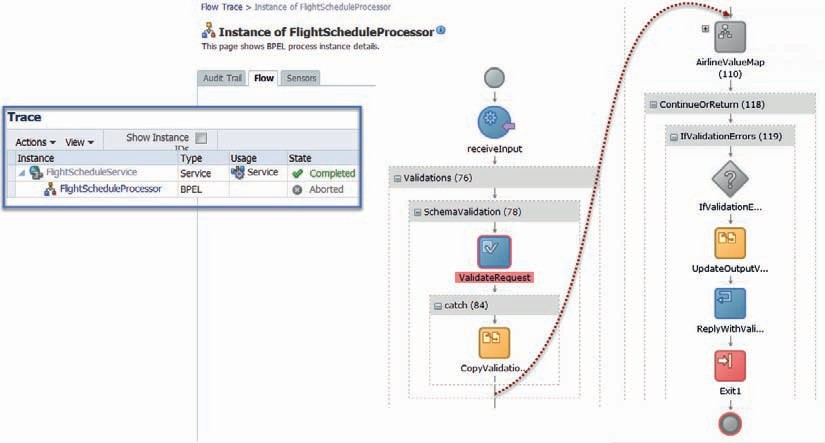 Flow Trace > Instance of FlightScheduleProcessor
Instance of FlightScheduleProcessor
This page shows BPEL process instance details.
Audit Trail Flow Sensors
Trace
Actions View Show Instance
Instance Type Usage State
FlightScheduleService Service Service Completed
FlightScheduleProcessor BPEL Aborted
receiveInput
Validations (76)
SchemaValidation (78)
ValidateRequest
catch (84)
CopyValidatio...
AirlineValueMap
(110)
ContinueOrReturn (118)
IfValidationErrors (119)
IfValidationE...
UpdateOutputV...
ReplyWithVali...
Exit1